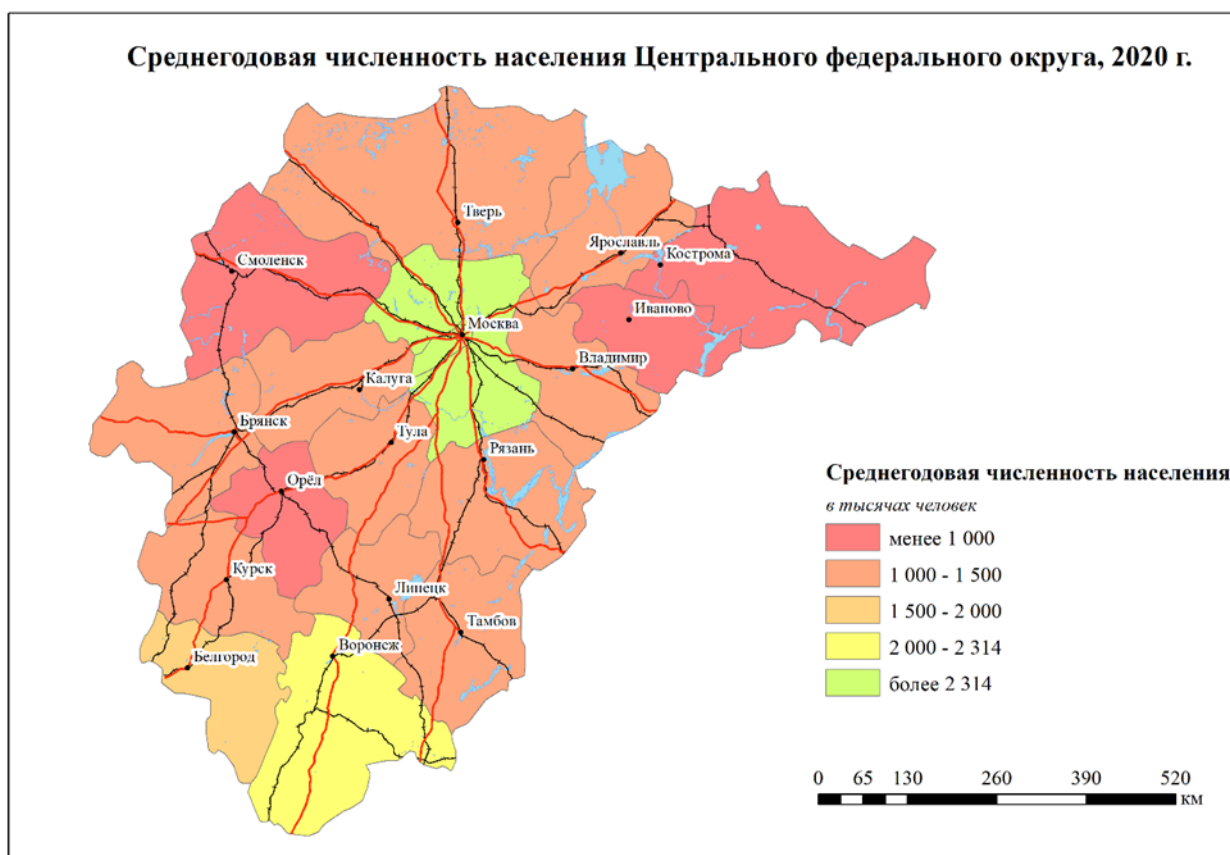 Среднегодовая численность населения Центрального федерального округа, 2020 г.
Тверь
Ярославль
Кострома
Смоленск
Иваново
Москва
Владимир
Калуга
Брянск
Тула
Рязань
Орёл
Курск
Липецк
Тамбов
Воронеж
Белгород
Среднегодовая численность населения
в тысячах человек
менее 1 000
1 000 - 1 500
1 500 - 2 000
2 000 - 2 314
более 2 314
0 65 130 260 390 520
км